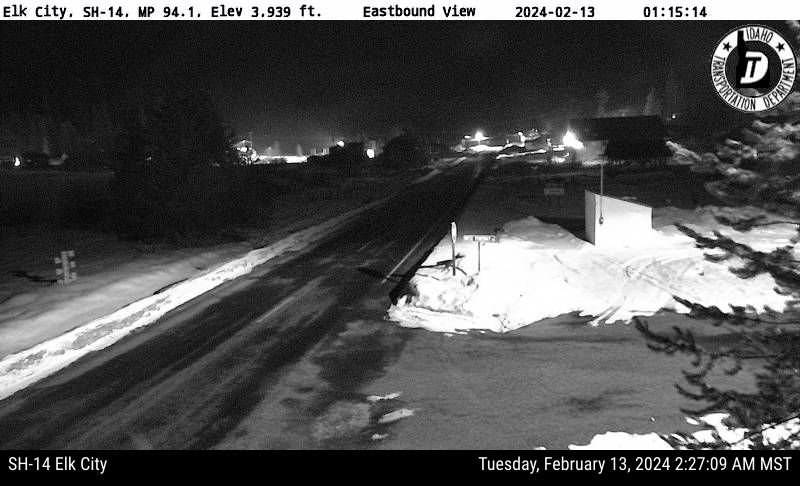 Elk City, SH-14, MP 94.1, Elev 3,939 ft. Eastbound View 2024-02-13 01:15:14
IDAHO
TRANSPORTATION DEPARTMENT
SH-14 Elk City Tuesday, February 13, 2024 2:27:09 AM MST